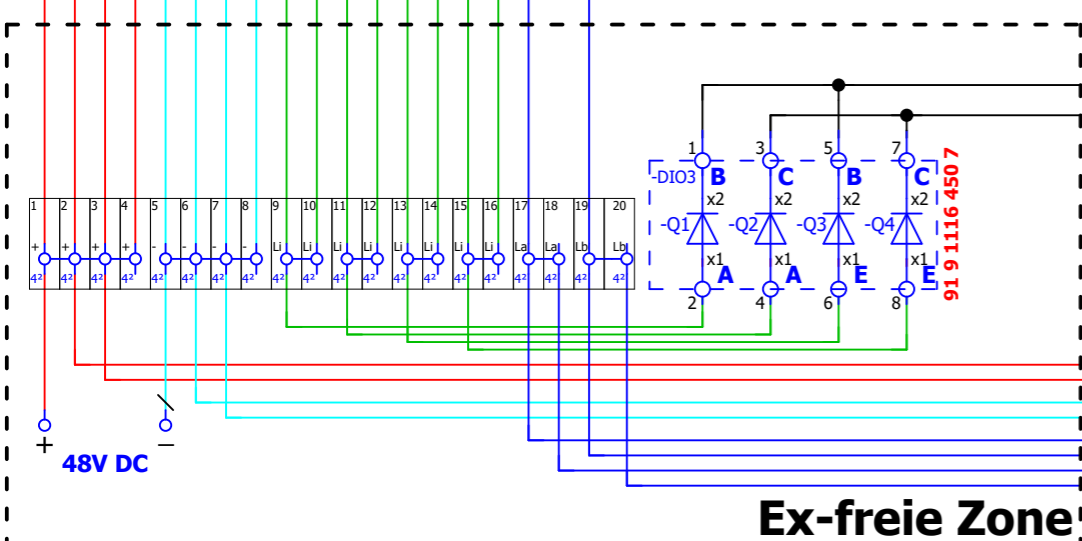 1 3 5 7
-DIO3 B C B C
x2 x2 x2 x2
-Q1 -Q2 -Q3 -Q4
x1 x1 x1 x1
A A E E
2 4 6 8
91 9 1116 450 7
1 2 3 4 5 6 7 8 9 10 11 12 13 14 15 16 17 18 19 20
+ + + + - - - - Li Li Li Li Li Li Li Li La La Lb Lb
4² 4² 4² 4² 4² 4² 4² 4² 4² 4² 4² 4² 4² 4² 4² 4² 4² 4² 4² 4²
+ −
48V DC
Ex-freie Zone